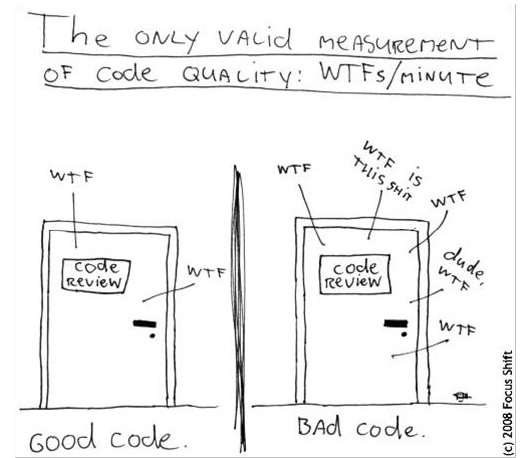 The ONLY VALID MEASUREMENT
OF Code QUALITY: WTFs/MINUTE
WTF
code
REVIEW
WTF
GOOD CODE.
WTF
WTF IS
THIS SHIT
WTF
code
REVIEW
dude,
WTF
WTF
BAD CODE.
(c) 2008 Focus Shift